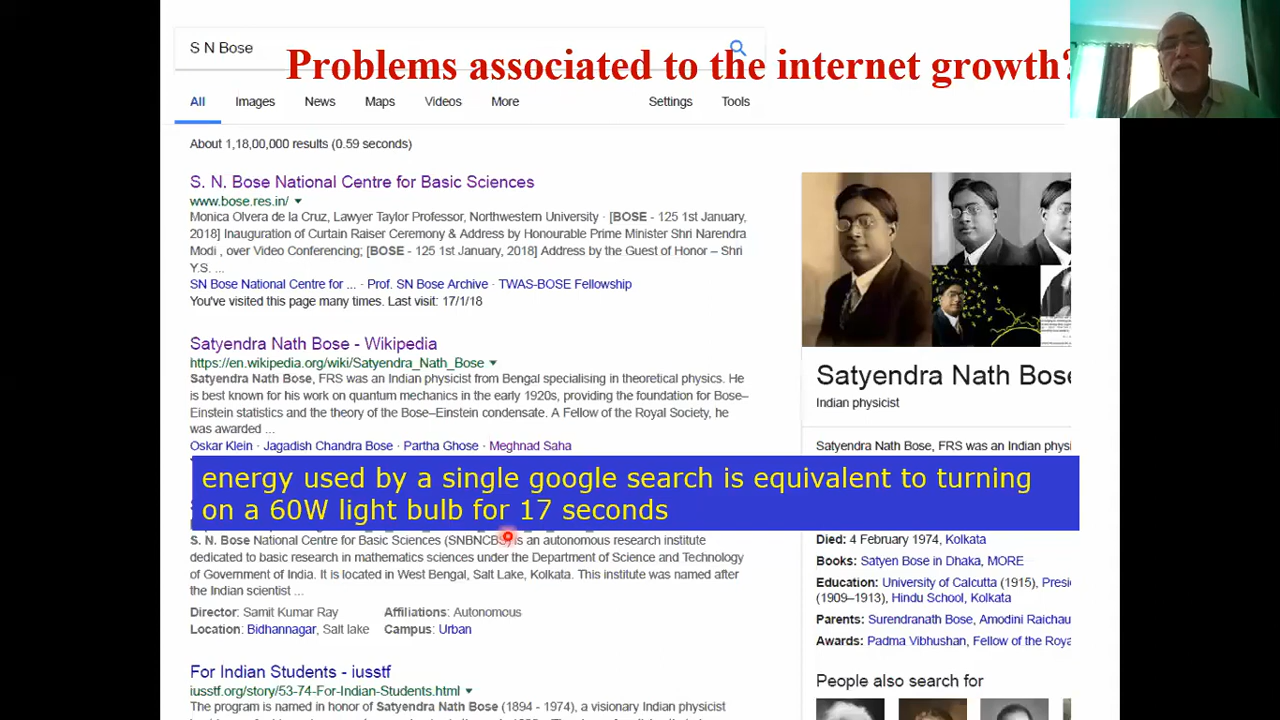 S N Bose
Problems associated to the internet growth?
All Images News Maps Videos More Settings Tools
About 1,18,00,000 results (0.59 seconds)
S. N. Bose National Centre for Basic Sciences
www.bose.res.in/
Monica Olvera de la Cruz, Lawyer Taylor Professor, Northwestern University · [BOSE - 125 1st January,
2018] Inauguration of Curtain Raiser Ceremony & Address by Honourable Prime Minister Shri Narendra
Modi , over Video Conferencing; [BOSE - 125 1st January, 2018] Address by the Guest of Honor – Shri
Y.S. ...
SN Bose National Centre for ... · Prof. SN Bose Archive · TWAS-BOSE Fellowship
You've visited this page many times. Last visit: 17/1/18
Satyendra Nath Bose - Wikipedia
https://en.wikipedia.org/wiki/Satyendra_Nath_Bose
Satyendra Nath Bose, FRS was an Indian physicist from Bengal specialising in theoretical physics. He
is best known for his work on quantum mechanics in the early 1920s, providing the foundation for Bose–
Einstein statistics and the theory of the Bose–Einstein condensate. A Fellow of the Royal Society, he
was awarded ...
Oskar Klein · Jagadish Chandra Bose · Partha Ghose · Meghnad Saha
energy used by a single google search is equivalent to turning
on a 60W light bulb for 17 seconds
S. N. Bose National Centre for Basic Sciences (SNBNCBS) is an autonomous research institute
dedicated to basic research in mathematics sciences under the Department of Science and Technology
of Government of India. It is located in West Bengal, Salt Lake, Kolkata. This institute was named after
the Indian scientist ...
Director: Samit Kumar Ray Affiliations: Autonomous
Location: Bidhannagar, Salt lake Campus: Urban
For Indian Students - iusstf
iusstf.org/story/53-74-For-Indian-Students.html
The program is named in honor of Satyendra Nath Bose (1894 - 1974), a visionary Indian physicist
Satyendra Nath Bose
Indian physicist
Satyendra Nath Bose, FRS was an Indian physi
Died: 4 February 1974, Kolkata
Books: Satyen Bose in Dhaka, MORE
Education: University of Calcutta (1915), Presi
(1909–1913), Hindu School, Kolkata
Parents: Surendranath Bose, Amodini Raichau
Awards: Padma Vibhushan, Fellow of the Roya
People also search for